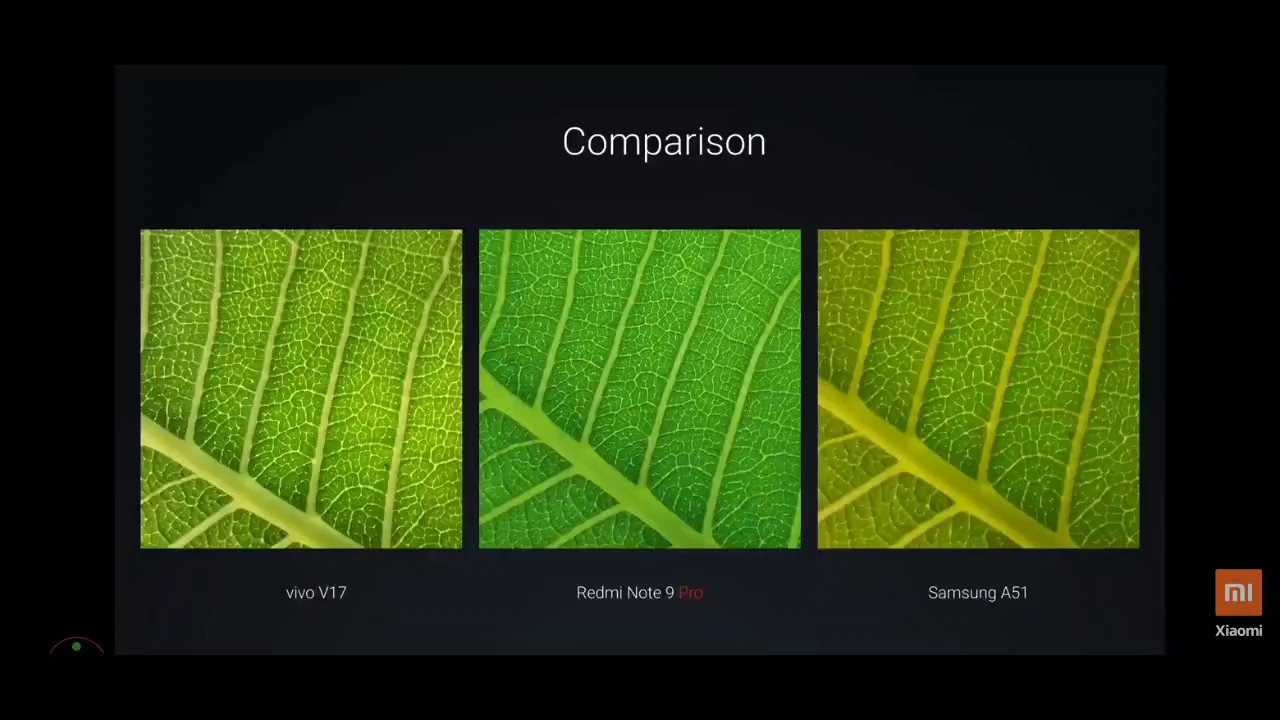 Comparison
vivo V17
Redmi Note 9 Pro
Samsung A51
mi
Xiaomi